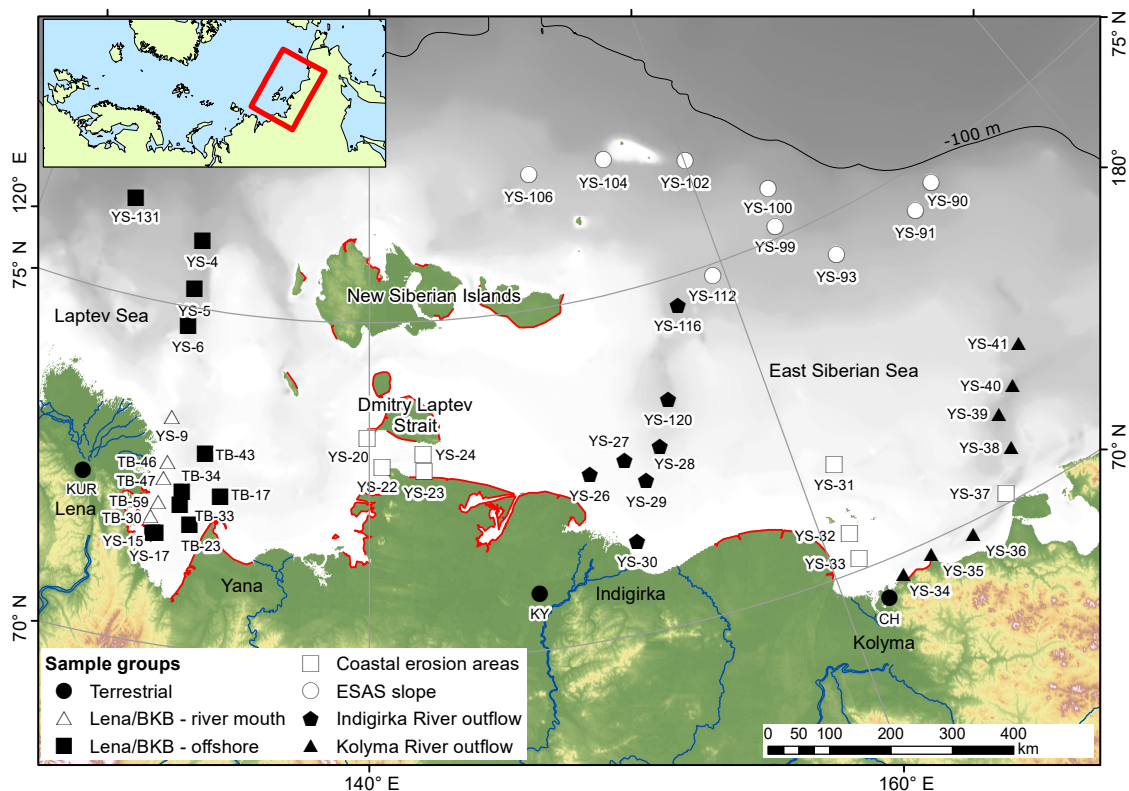 75° N
180°
-100 m
120° E
75° N
YS-106
YS-104
YS-102
YS-100
YS-90
YS-91
YS-99
YS-93
YS-112
YS-131
YS-4
YS-5
YS-6
Laptev Sea
New Siberian Islands
YS-116
East Siberian Sea
YS-41
YS-40
YS-39
YS-38
YS-37
Dmitry Laptev
Strait
YS-120
YS-9
TB-46
TB-43
TB-47
TB-34
TB-59
TB-17
TB-30
TB-33
YS-15
YS-17
TB-23
KUR
Lena
YS-20
YS-24
YS-22
YS-23
YS-27
YS-28
YS-26
YS-29
YS-30
YS-31
YS-32
YS-33
YS-36
YS-35
YS-34
70° N
70° N
Yana
KY
Indigirka
CH
Kolyma
Sample groups
Terrestrial
Lena/BKB - river mouth
Lena/BKB - offshore
Coastal erosion areas
ESAS slope
Indigirka River outflow
Kolyma River outflow
0 50 100 200 300 400
km
140° E
160° E